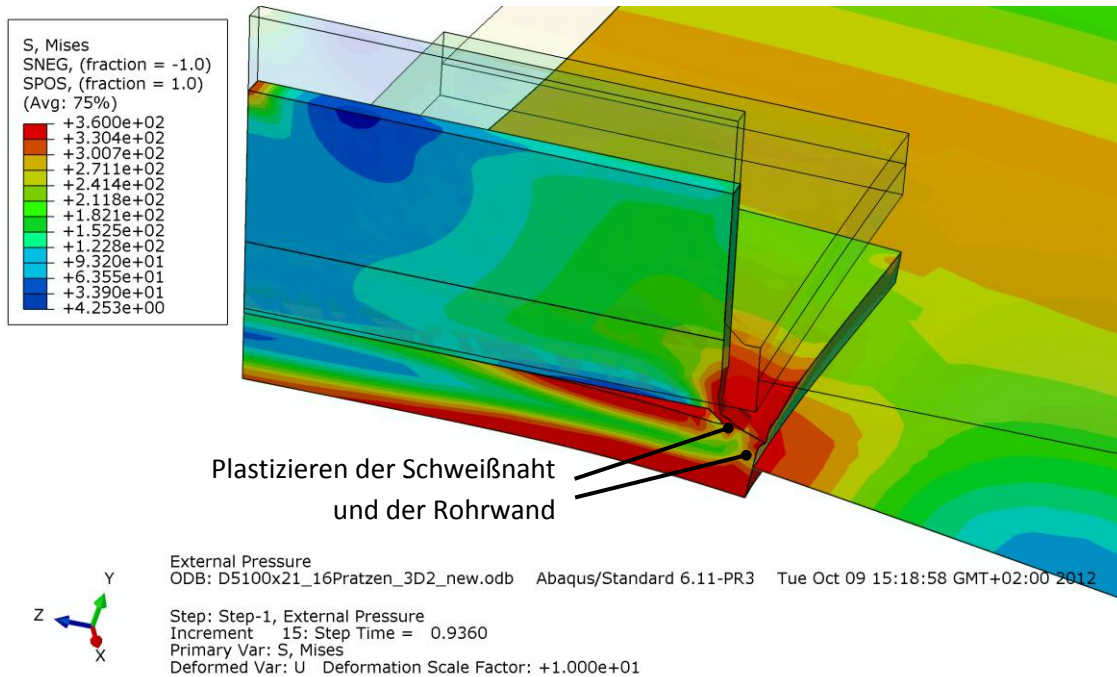 S, Mises
SNEG, (fraction = -1.0)
SPOS, (fraction = 1.0)
(Avg: 75%)
+3.600e+02
+3.304e+02
+3.007e+02
+2.711e+02
+2.414e+02
+2.118e+02
+1.821e+02
+1.525e+02
+1.228e+02
+9.320e+01
+6.355e+01
+3.390e+01
+4.253e+00
Plastizieren der Schweißnaht
und der Rohrwand
Y
Z
X
External Pressure
ODB: D5100x21_16Pratzen_3D2_new.odb Abaqus/Standard 6.11-PR3 Tue Oct 09 15:18:58 GMT+02:00 2012
Step: Step-1, External Pressure
Increment 15: Step Time = 0.9360
Primary Var: S, Mises
Deformed Var: U Deformation Scale Factor: +1.000e+01